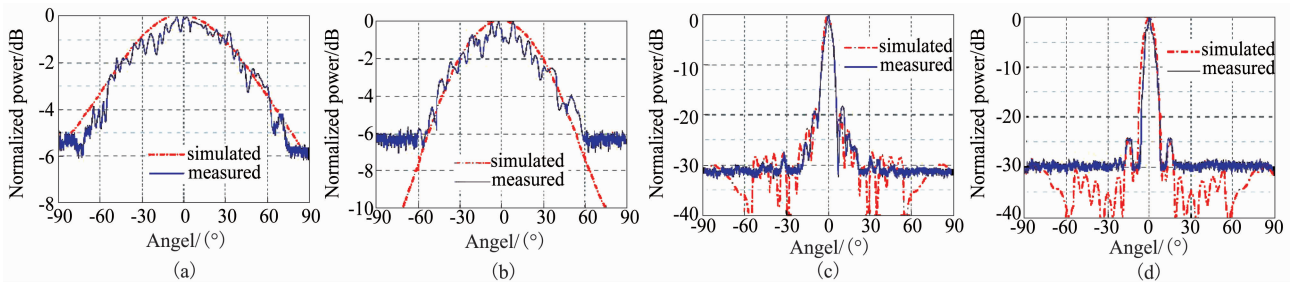 Normalized power/dB
0
-2
-4
-6
-8
simulated
measured
-90 -60 -30 0 30 60 90
Angel/(°)
(a)
Normalized power/dB
0
-2
-4
-6
-8
-10
simulated
measured
-90 -60 -30 0 30 60 90
Angel/(°)
(b)
Normalized power/dB
0
-10
-20
-30
-40
simulated
measured
-90 -60 -30 0 30 60 90
Angel/(°)
(c)
Normalized power/dB
0
-10
-20
-30
-40
simulated
measured
-90 -60 -30 0 30 60 90
Angel/(°)
(d)